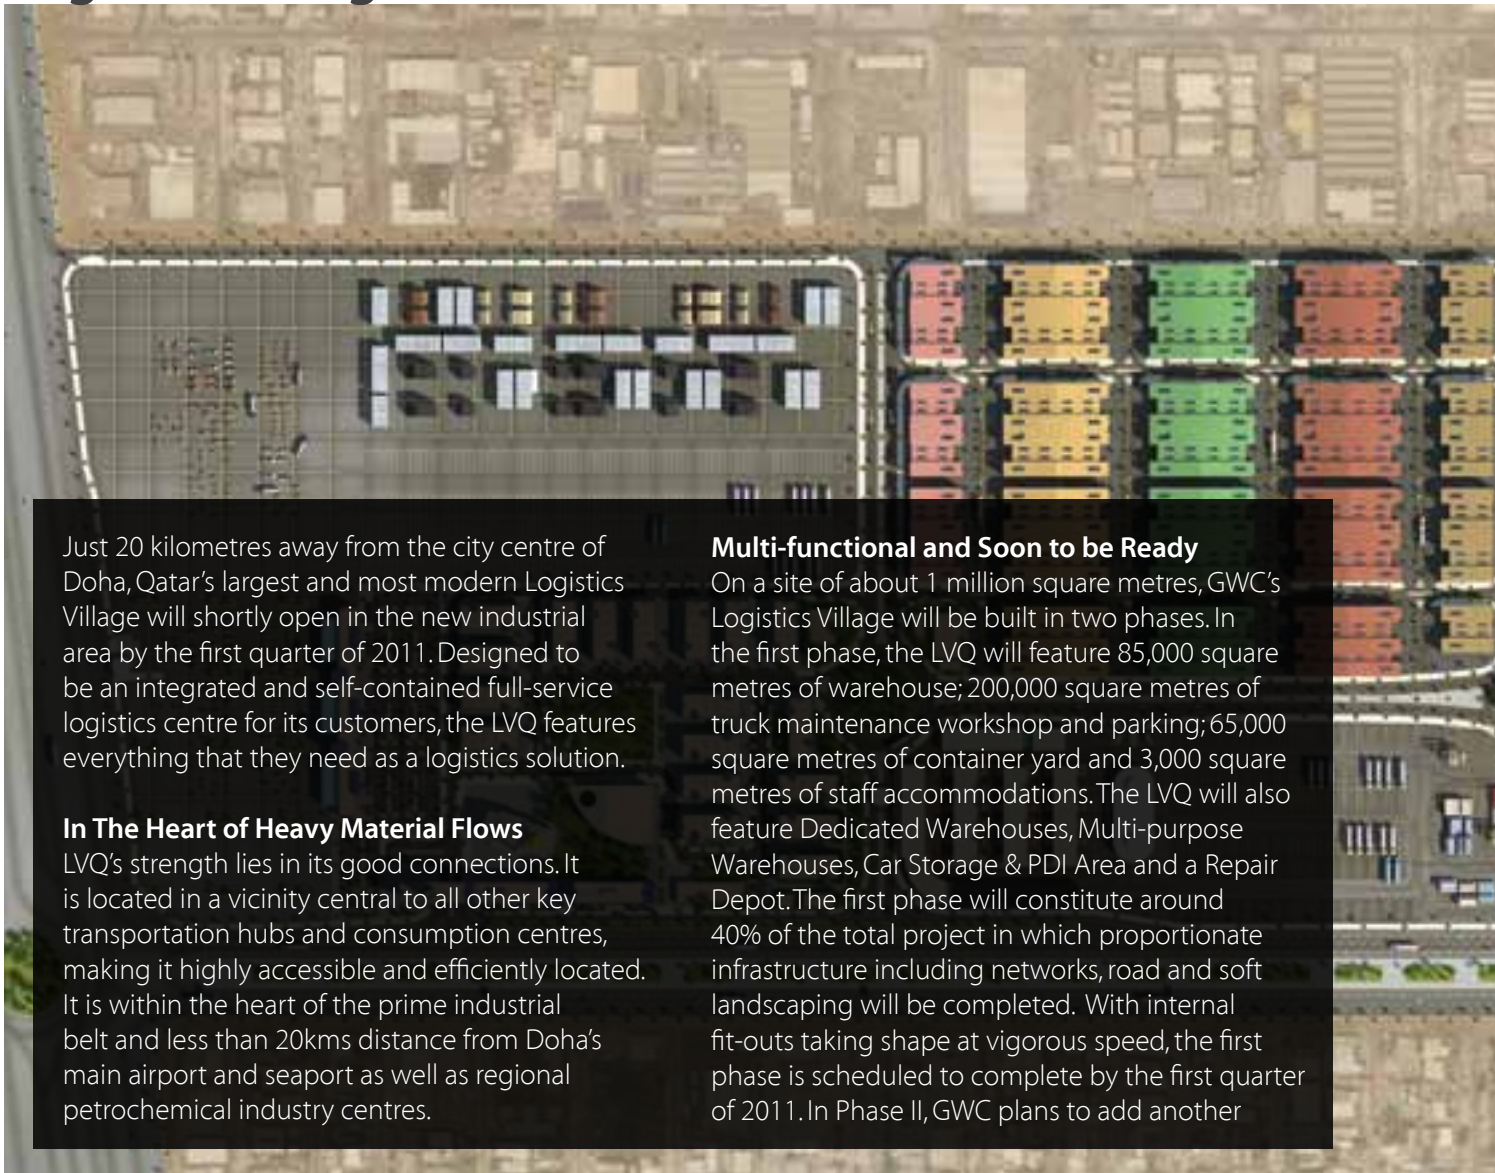 Just 20 kilometres away from the city centre of
Doha, Qatar’s largest and most modern Logistics
Village will shortly open in the new industrial
area by the first quarter of 2011. Designed to
be an integrated and self-contained full-service
logistics centre for its customers, the LVQ features
everything that they need as a logistics solution.
In The Heart of Heavy Material Flows
LVQ’s strength lies in its good connections. It
is located in a vicinity central to all other key
transportation hubs and consumption centres,
making it highly accessible and efficiently located.
It is within the heart of the prime industrial
belt and less than 20kms distance from Doha’s
main airport and seaport as well as regional
petrochemical industry centres.
Multi-functional and Soon to be Ready
On a site of about 1 million square metres, GWC’s
Logistics Village will be built in two phases. In
the first phase, the LVQ will feature 85,000 square
metres of warehouse; 200,000 square metres of
truck maintenance workshop and parking; 65,000
square metres of container yard and 3,000 square
metres of staff accommodations. The LVQ will also
feature Dedicated Warehouses, Multi-purpose
Warehouses, Car Storage & PDI Area and a Repair
Depot. The first phase will constitute around
40% of the total project in which proportionate
infrastructure including networks, road and soft
landscaping will be completed. With internal
fit-outs taking shape at vigorous speed, the first
phase is scheduled to complete by the first quarter
of 2011. In Phase II, GWC plans to add another